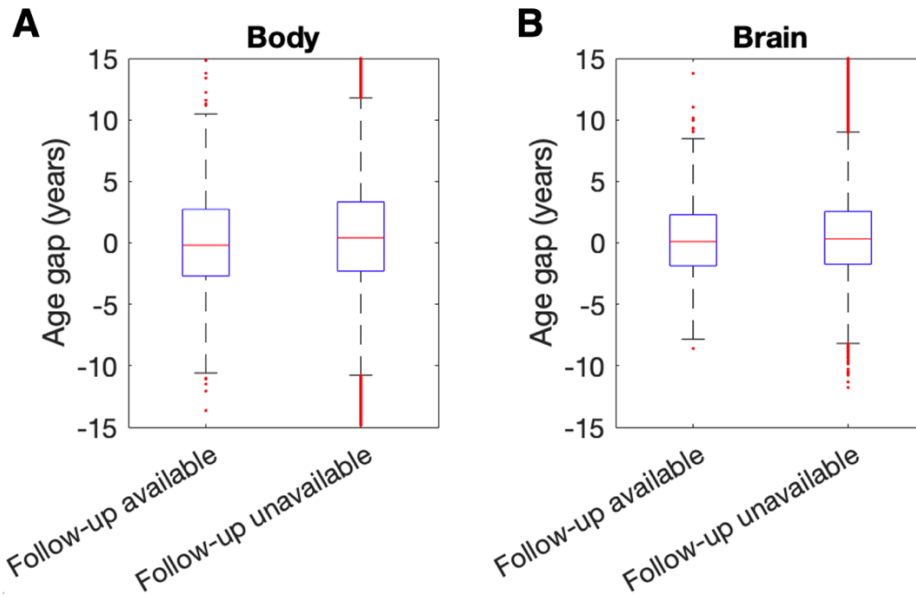 A
Body
15
10
5
0
-5
-10
-15
Age gap (years)
Follow-up available
Follow-up unavailable
B
Brain
15
10
5
0
-5
-10
-15
Age gap (years)
Follow-up available
Follow-up unavailable